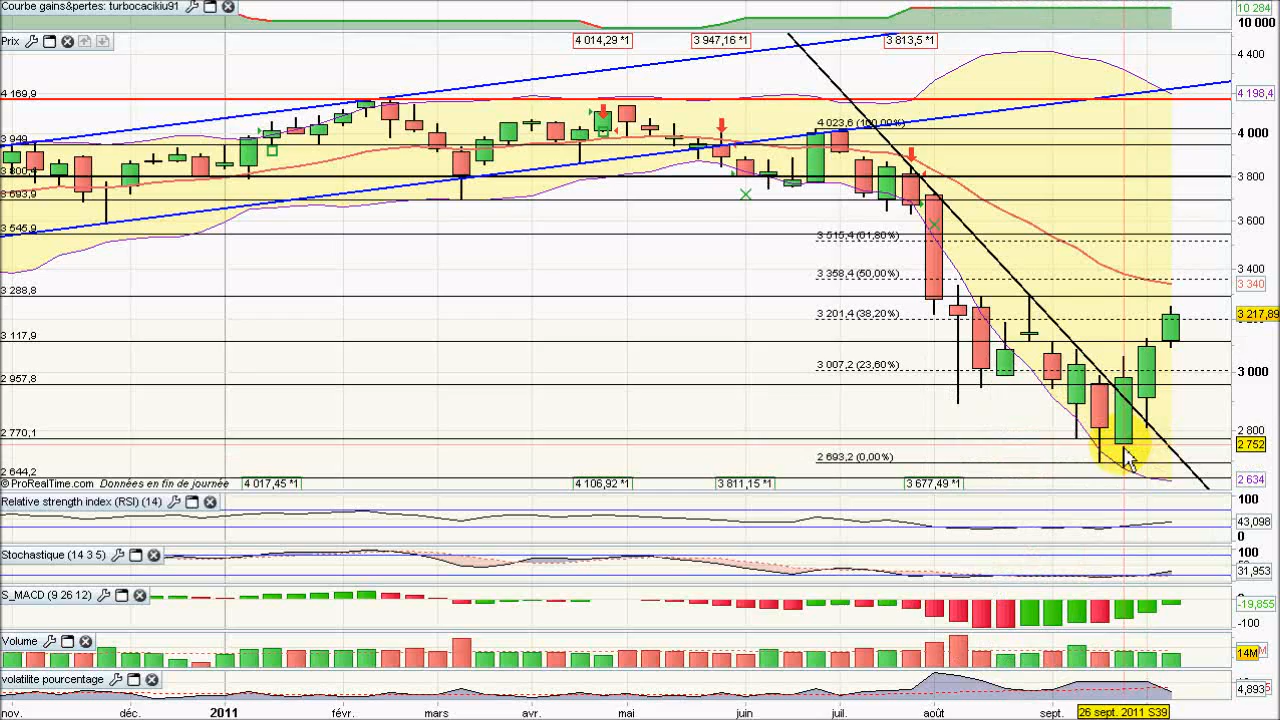 Courbe gains&pertes: turbocacikiu91
10 284
10 000
Prix
4 014,29 *1
3 947,16 *1
3 813,5 *1
4 400
4 169,9
4 198,4
4 023,6 (100,00%)
3 949
4 000
3 800
3 693,9
3 600
3 545,9
3 515,4 (61,80%)
3 358,4 (50,00%)
3 400
3 340
3 288,8
3 201,4 (38,20%)
3 217,89
3 117,9
3 007,2 (23,60%)
3 000
2 957,8
2 770,1
2 800
2 752
2 693,2 (0,00%)
2 644,2
2 634
© ProRealTime.com Données en fin de journée
4 017,45 *1
4 106,92 *1
3 811,15 *1
3 677,49 *1
Relative strength index (RSI) (14)
100
43,098
0
Stochastique (14 3 5)
100
31,953
S_MACD (9 26 12)
0
-19,855
-100
Volume
14M
volatilite pourcentage
4,893
nov.
déc.
2011
févr.
mars
avr.
mai
juin
juil.
août
sept.
26 sept. 2011 S39